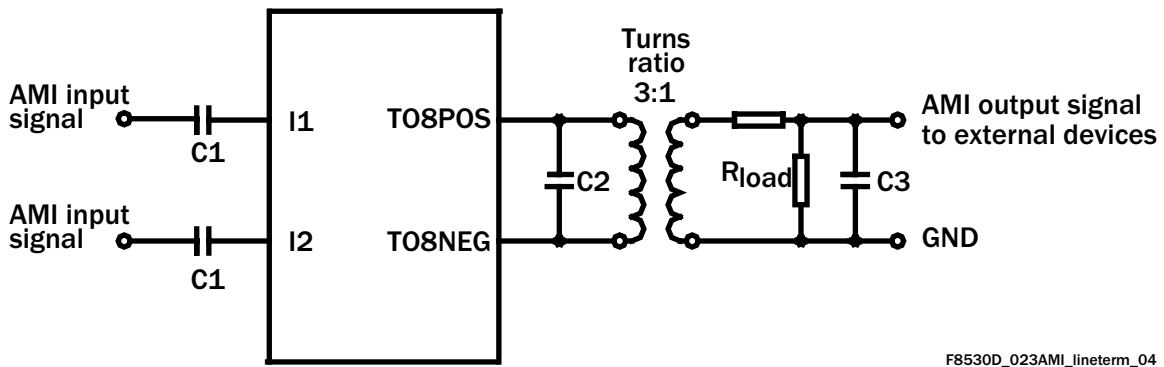 Turns
ratio
3:1
AMI input
signal
C1
I1
TO8POS
AMI output signal
to external devices
C2
Rload
C3
AMI input
signal
C1
I2
TO8NEG
GND
F8530D_023AMI_lineterm_04